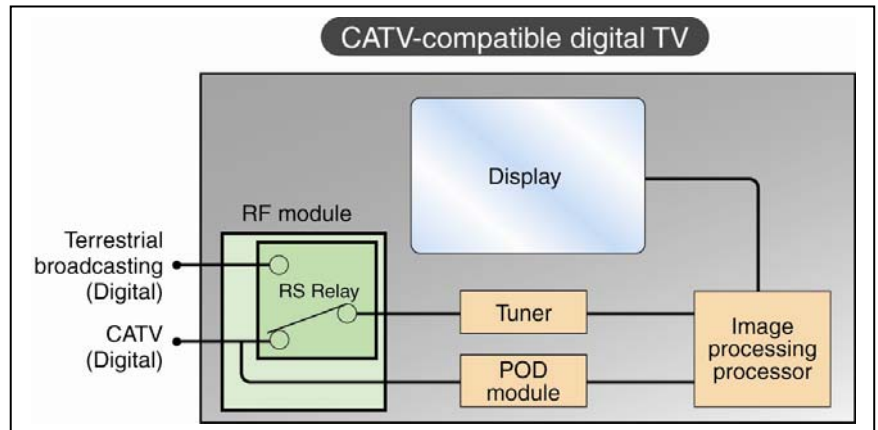 CATV-compatible digital TV
Display
RF module
Terrestrial
broadcasting
(Digital)
RS Relay
CATV
(Digital)
Tuner
POD
module
Image
processing
processor